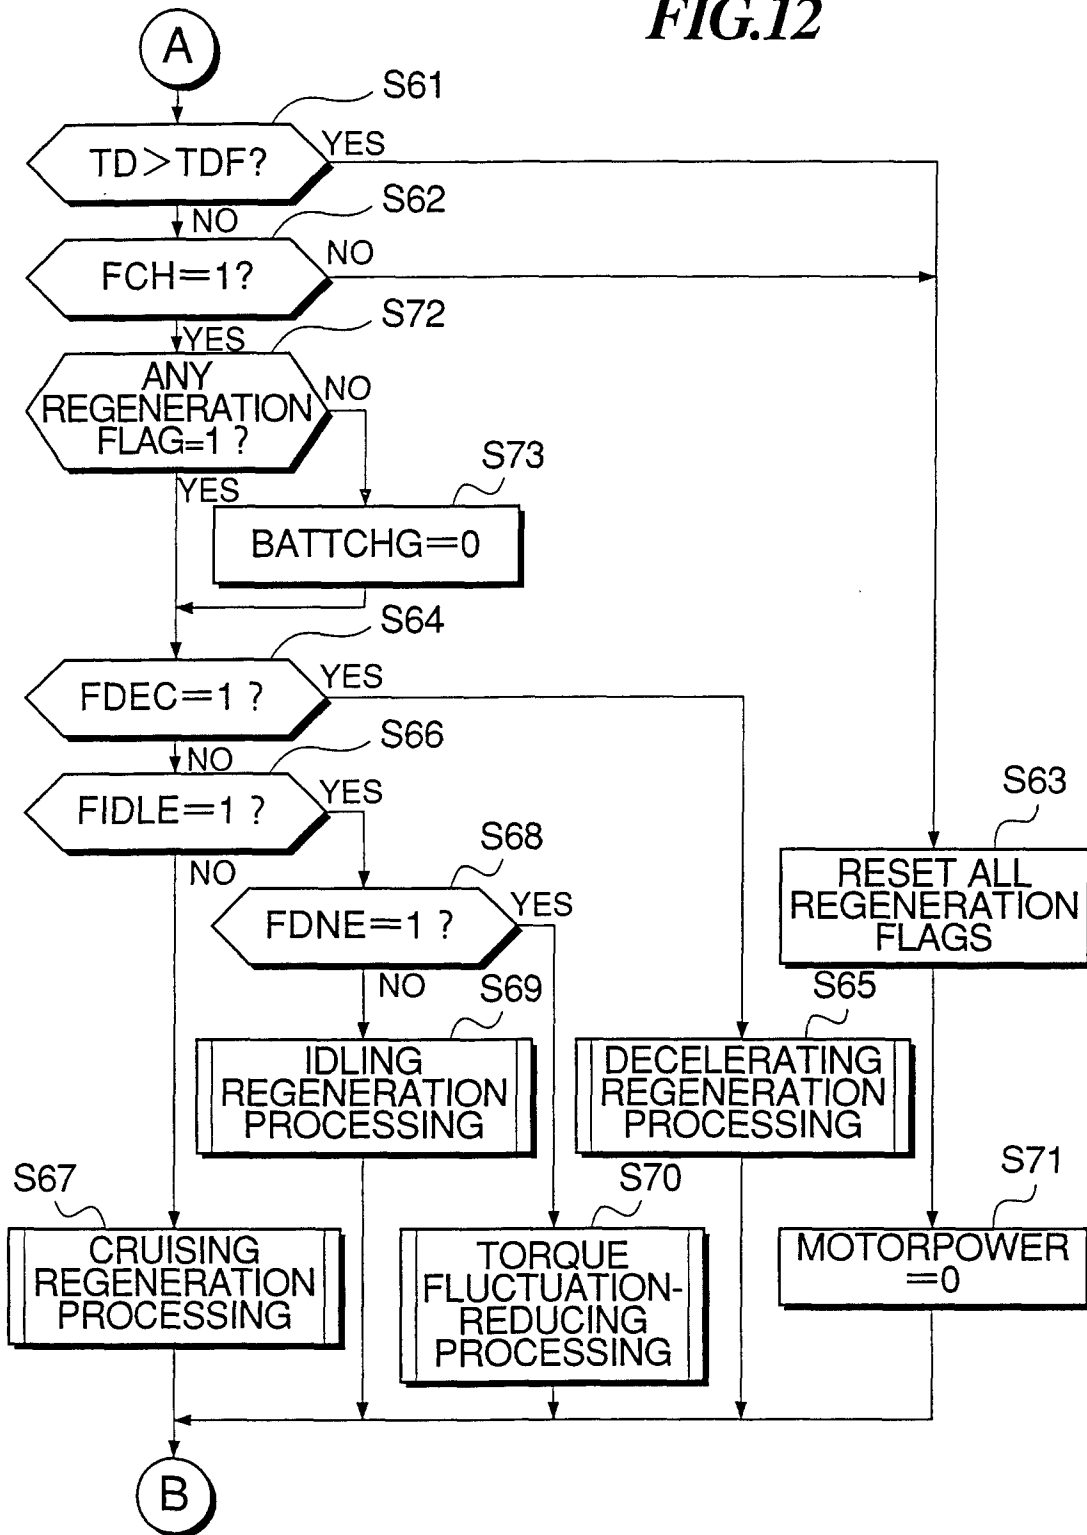 FIG.12
A
S61
TD>TDF?
YES
NO
S62
FCH=1?
NO
YES
S72
ANY
REGENERATION
FLAG=1 ?
NO
YES
S73
BATTCHG=0
S64
FDEC=1 ?
YES
NO
S66
FIDLE=1 ?
YES
NO
S68
FDNE=1 ?
YES
NO
S63
RESET ALL
REGENERATION
FLAGS
S69
IDLING
REGENERATION
PROCESSING
S65
DECELERATING
REGENERATION
PROCESSING
S67
CRUISING
REGENERATION
PROCESSING
S70
TORQUE
FLUCTUATION-
REDUCING
PROCESSING
S71
MOTORPOWER
=0
B